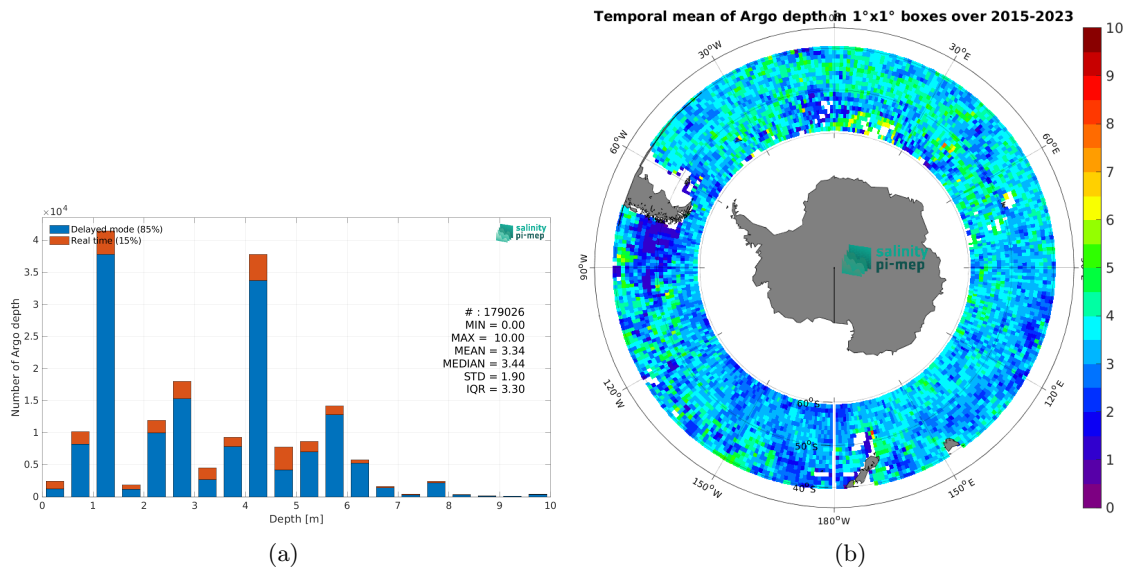 ×10⁴
4
3.5
3
2.5
2
1.5
1
0.5
0
Number of Argo depth
Delayed mode (85%)
Real time (15%)
salinity
pi-mep
# : 179026
MIN = 0.00
MAX = 10.00
MEAN = 3.34
MEDIAN = 3.44
STD = 1.90
IQR = 3.30
0 1 2 3 4 5 6 7 8 9 10
Depth [m]
(a)
Temporal mean of Argo depth in 1°x1° boxes over 2015-2023
30°W
30°E
60°W
60°E
90°W
120°W
120°E
150°W
150°E
180°W
60°S
50°S
40°S
salinity
pi-mep
10
9
8
7
6
5
4
3
2
1
0
(b)